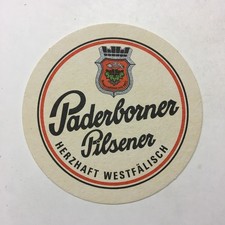 Paderborner
Pilsener
HERZHAFT WESTFÄLISCH